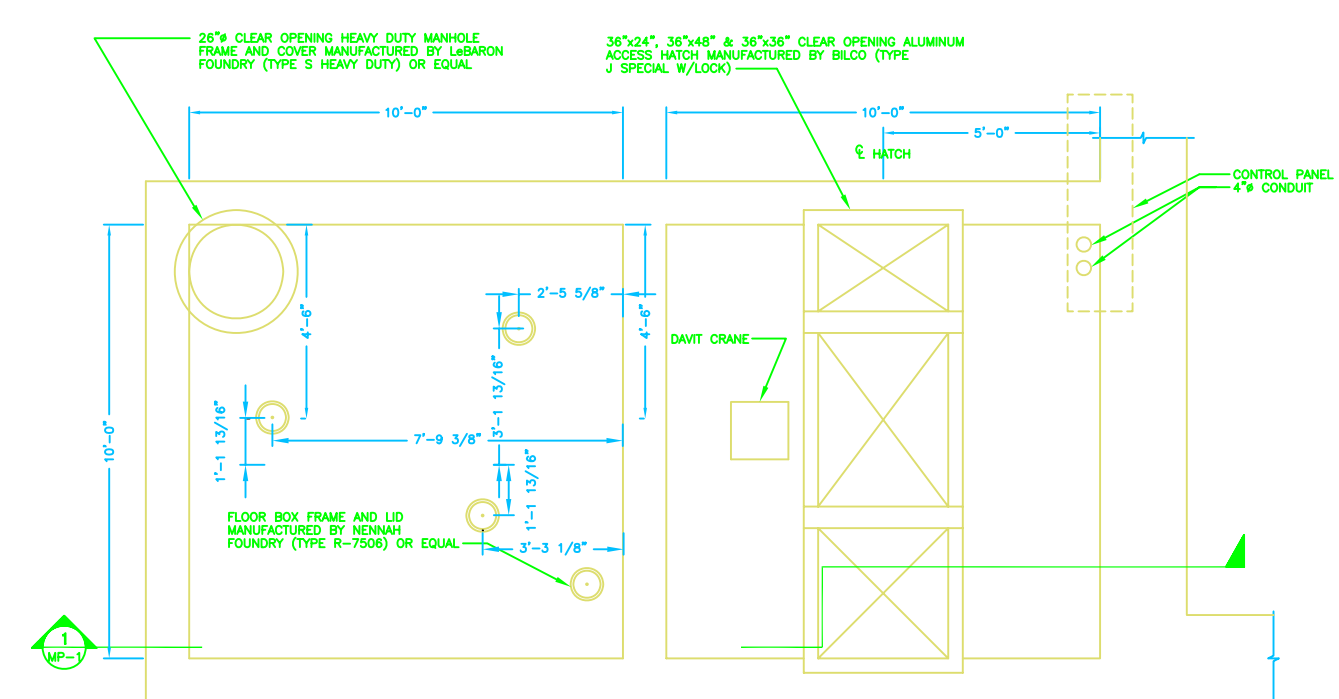 26"ø CLEAR OPENING HEAVY DUTY MANHOLE
FRAME AND COVER MANUFACTURED BY LeBARON
FOUNDRY (TYPE S HEAVY DUTY) OR EQUAL
36"x24", 36"x48" & 36"x36" CLEAR OPENING ALUMINUM
ACCESS HATCH MANUFACTURED BY BILCO (TYPE
J SPECIAL W/LOCK)
10'-0"
10'-0"
5'-0"
℄ HATCH
CONTROL PANEL
4"ø CONDUIT
2'-5 5/8"
4'-6"
4'-6"
DAVIT CRANE
3'-1 13/16"
1'-1 13/16"
10'-0"
7'-9 3/8"
1'-1 13/16"
FLOOR BOX FRAME AND LID
MANUFACTURED BY NENNAH
FOUNDRY (TYPE R-7506) OR EQUAL
3'-3 1/8"
1
MP-1